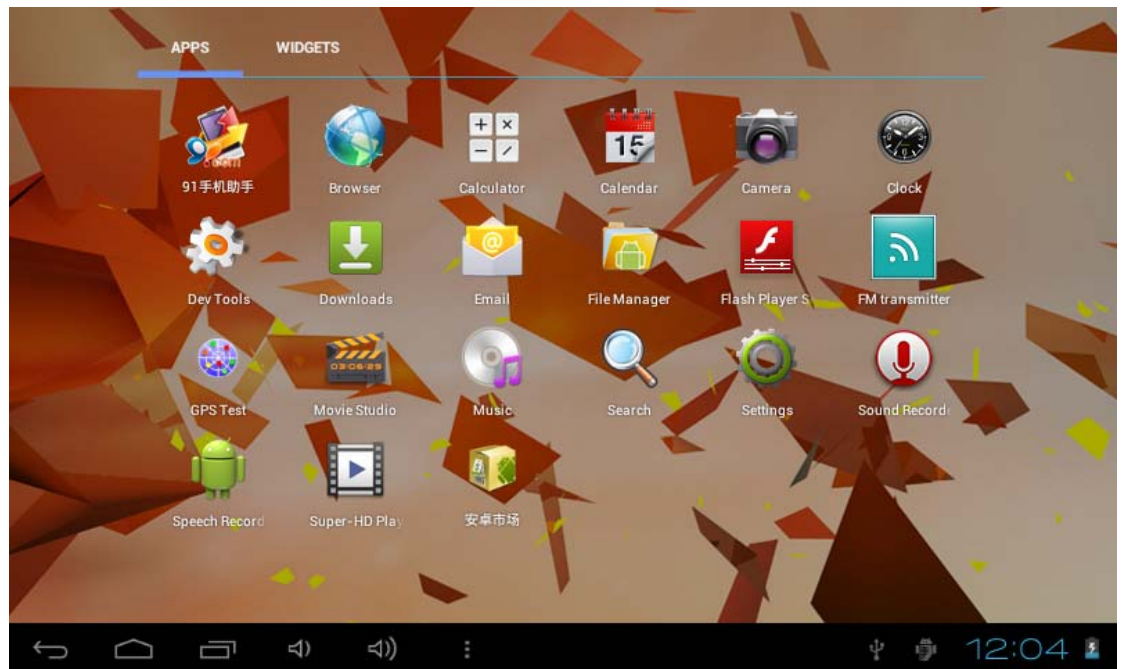 APPS WIDGETS
91手机助手 Browser Calculator Calendar Camera Clock
Dev Tools Downloads Email File Manager Flash Player S FM transmitter
GPS Test Movie Studio Music Search Settings Sound Record
Speech Record Super-HD Play 安卓市场
12:04